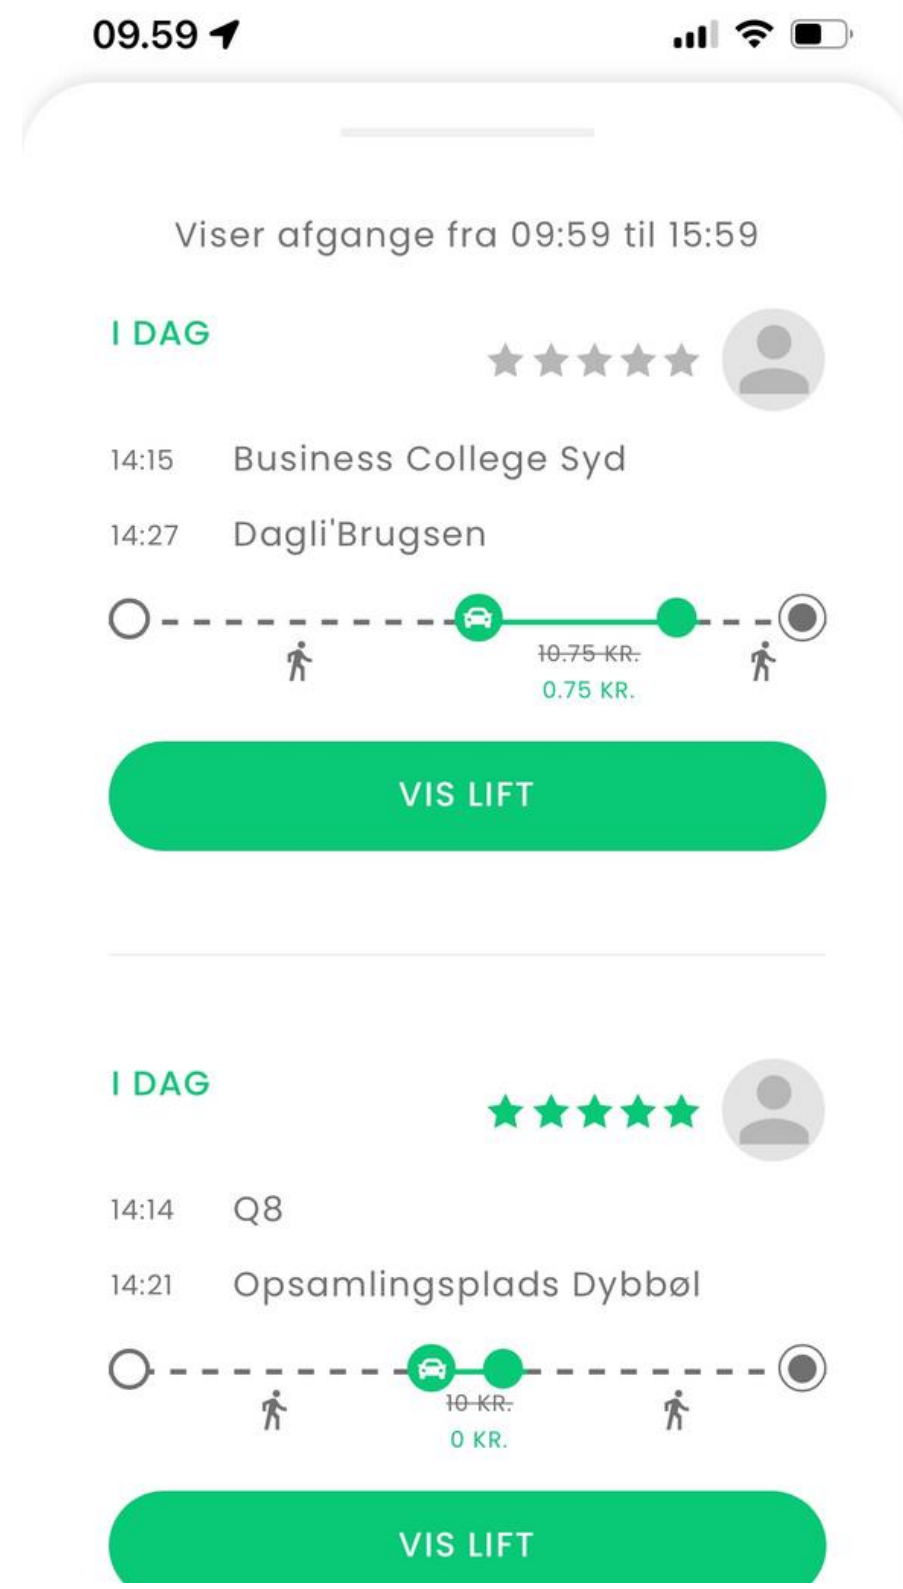 09.59
Viser afgange fra 09:59 til 15:59
I DAG
14:15 Business College Syd
14:27 Dagli'Brugsen
10.75 KR.
0.75 KR.
VIS LIFT
I DAG
14:14 Q8
14:21 Opsamlingsplads Dybbøl
10 KR.
0 KR.
VIS LIFT